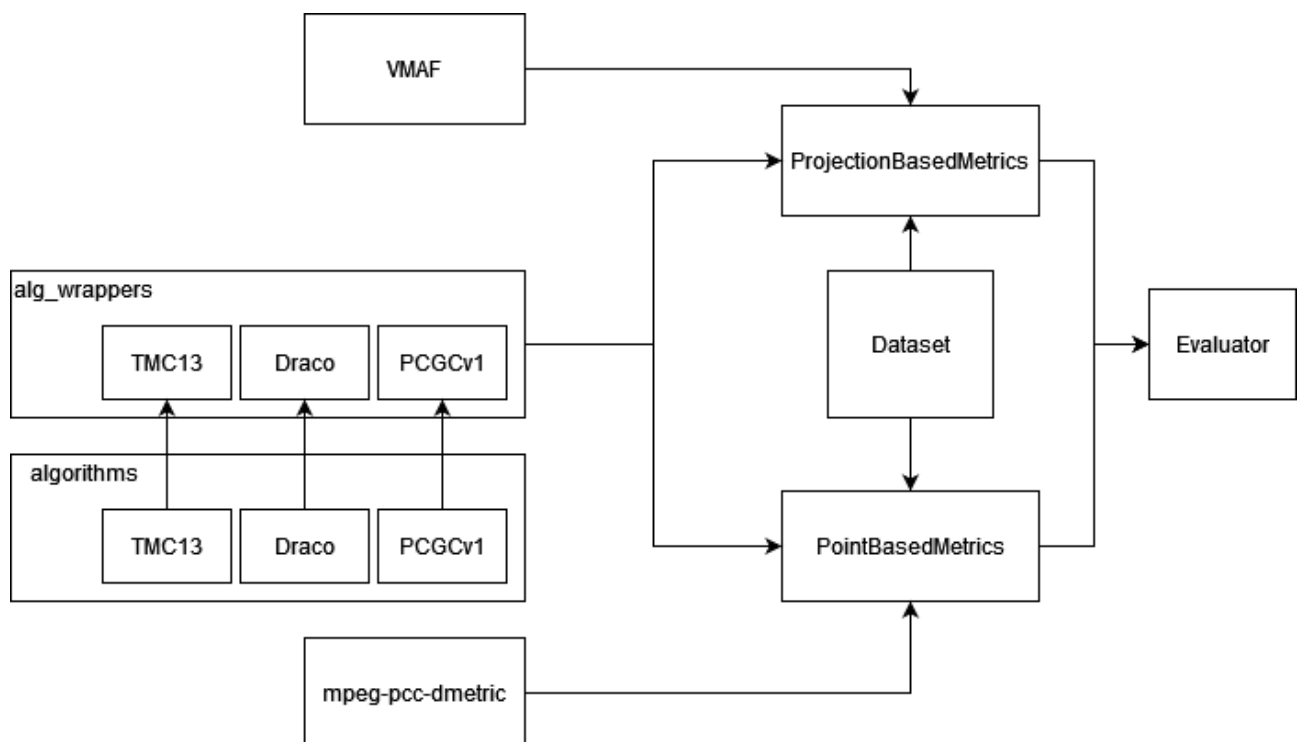 VMAF
ProjectionBasedMetrics
alg_wrappers
TMC13
Draco
PCGCv1
Dataset
Evaluator
algorithms
TMC13
Draco
PCGCv1
PointBasedMetrics
mpeg-pcc-dmetric